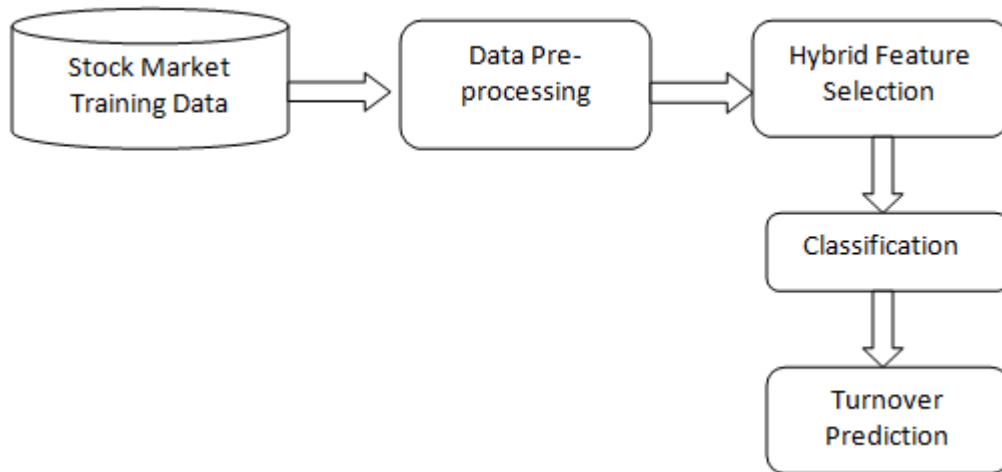 Stock Market
Training Data
Data Pre-
processing
Hybrid Feature
Selection
Classification
Turnover
Prediction